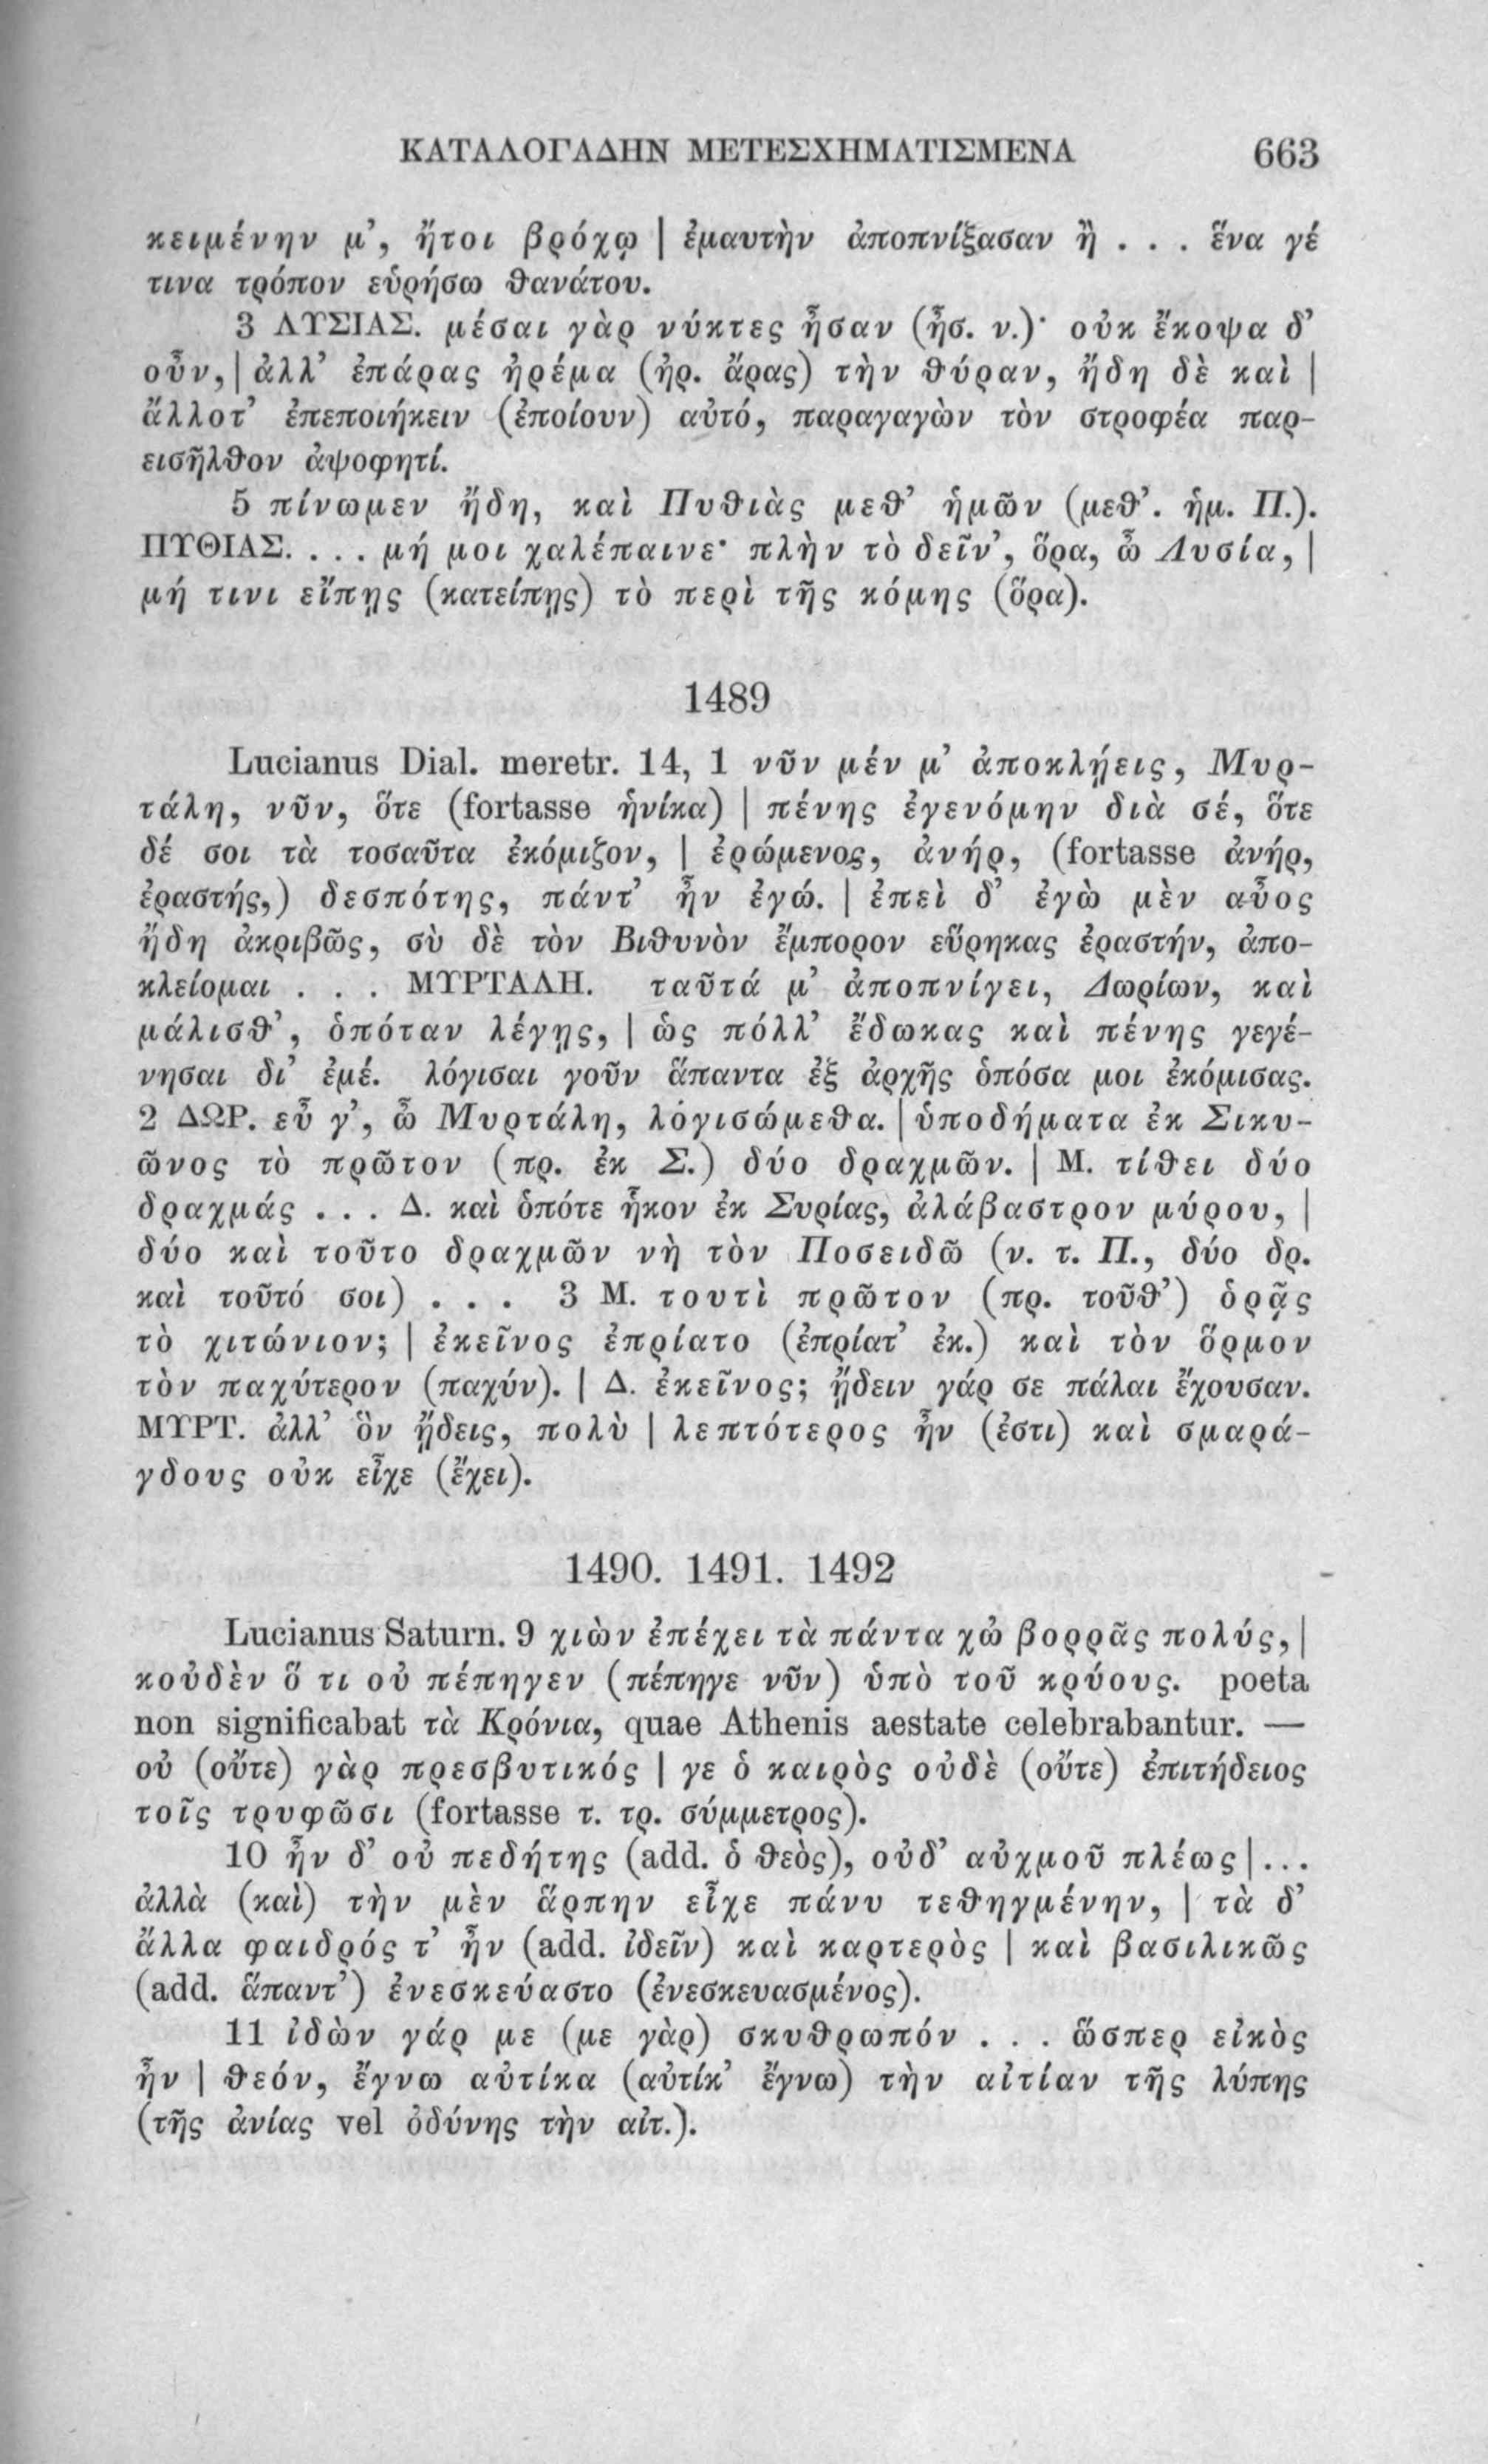 ΚΑΤΑΛΟΓΑΔΗΝ ΜΕΤΕΣΧΗΜΑΤΙΣΜΕΝΑ 663
κειμένην μ’, ἤτοι βρόχῳ | ἐμαυτὴν ἀποπνίξασαν ἢ . . . ἕνα γέ
τινα τρόπον εὑρήσω θανάτου.
3 ΛΥΣΙΑΣ. μέσαι γὰρ νύκτες ἦσαν (ἦσ. ν.)· οὐκ ἔκοψα δ’
οὖν, | ἀλλ’ ἐπάρας ἠρέμα (ἠρ. ἄρας) τὴν θύραν, ἤδη δὲ καὶ |
ἄλλοτ’ ἐπεποιήκειν (ἐποίουν) αὐτό, παραγαγὼν τὸν στροφέα παρ-
εισῆλθον ἀψοφητί.
5 πίνωμεν ἤδη, καὶ Πυθιὰς μεθ’ ἡμῶν (μεθ’. ἡμ. Π.).
ΠΥΘΙΑΣ. . . . μή μοι χαλέπαινε· πλὴν τὸ δεῖν’, ὅρα, ὦ Λυσία, |
μή τινι εἴπῃς (κατείπῃς) τὸ περὶ τῆς κόμης (ὅρα).
1489
Lucianus Dial. meretr. 14, 1 νῦν μέν μ’ ἀποκλῄεις, Μυρ-
τάλη, νῦν, ὅτε (fortasse ἡνίκα) | πένης ἐγενόμην διὰ σέ, ὅτε
δέ σοι τὰ τοσαῦτα ἐκόμιζον, | ἐρώμενος, ἀνήρ, (fortasse ἀνήρ,
ἐραστής,) δεσπότης, πάντ’ ἦν ἐγώ. | ἐπεὶ δ’ ἐγὼ μὲν αὖος
ἤδη ἀκριβῶς, σὺ δὲ τὸν Βιθυνὸν ἔμπορον εὕρηκας ἐραστήν, ἀπο-
κλείομαι . . . ΜΥΡΤΑΛΗ. ταῦτά μ’ ἀποπνίγει, Δωρίων, καὶ
μάλισθ’, ὁπόταν λέγῃς, | ὡς πόλλ’ ἔδωκας καὶ πένης γεγέ-
νησαι δι’ ἐμέ. λόγισαι γοῦν ἅπαντα ἐξ ἀρχῆς ὁπόσα μοι ἐκόμισας.
2 ΔΩΡ. εὖ γ’, ὦ Μυρτάλη, λογισώμεθα. | ὑποδήματα ἐκ Σικυ-
ῶνος τὸ πρῶτον (πρ. ἐκ Σ.) δύο δραχμῶν. | Μ. τίθει δύο
δραχμάς . . . Δ. καὶ ὁπότε ἧκον ἐκ Συρίας, ἀλάβαστρον μύρου, |
δύο καὶ τοῦτο δραχμῶν νὴ τὸν Ποσειδῶ (ν. τ. Π., δύο δρ.
καὶ τοῦτό σοι) . . . 3 Μ. τουτὶ πρῶτον (πρ. τοῦθ’) ὁρᾷς
τὸ χιτώνιον; | ἐκεῖνος ἐπρίατο (ἐπρίατ’ ἐκ.) καὶ τὸν ὅρμον
τὸν παχύτερον (παχύν). | Δ. ἐκεῖνος; ᾔδειν γάρ σε πάλαι ἔχουσαν.
ΜΥΡΤ. ἀλλ’ ὃν ᾔδεις, πολὺ | λεπτότερος ἦν (ἐστι) καὶ σμαρά-
γδους οὐκ εἶχε (ἔχει).
1490. 1491. 1492
Lucianus Saturn. 9 χιὼν ἐπέχει τὰ πάντα χὠ βορρᾶς πολύς, |
κοὐδὲν ὅ τι οὐ πέπηγεν (πέπηγε νῦν) ὑπὸ τοῦ κρύους. poeta
non significabat τὰ Κρόνια, quae Athenis aestate celebrabantur. —
οὐ (οὔτε) γὰρ πρεσβυτικός | γε ὁ καιρὸς οὐδὲ (οὔτε) ἐπιτήδειος
τοῖς τρυφῶσι (fortasse τ. τρ. σύμμετρος).
10 ἦν δ’ οὐ πεδήτης (add. ὁ θεὸς), οὐδ’ αὐχμοῦ πλέως | . . .
ἀλλὰ (καὶ) τὴν μὲν ἅρπην εἶχε πάνυ τεθηγμένην, | τὰ δ’
ἄλλα φαιδρός τ’ ἦν (add. ἰδεῖν) καὶ καρτερὸς | καὶ βασιλικῶς
(add. ἅπαντ’) ἐνεσκεύαστο (ἐνεσκευασμένος).
11 ἰδὼν γάρ με (με γὰρ) σκυθρωπόν . . . ὥσπερ εἰκὸς
ἦν | θεόν, ἔγνω αὐτίκα (αὐτίκ’ ἔγνω) τὴν αἰτίαν τῆς λύπης
(τῆς ἀνίας vel ὀδύνης τὴν αἰτ.).